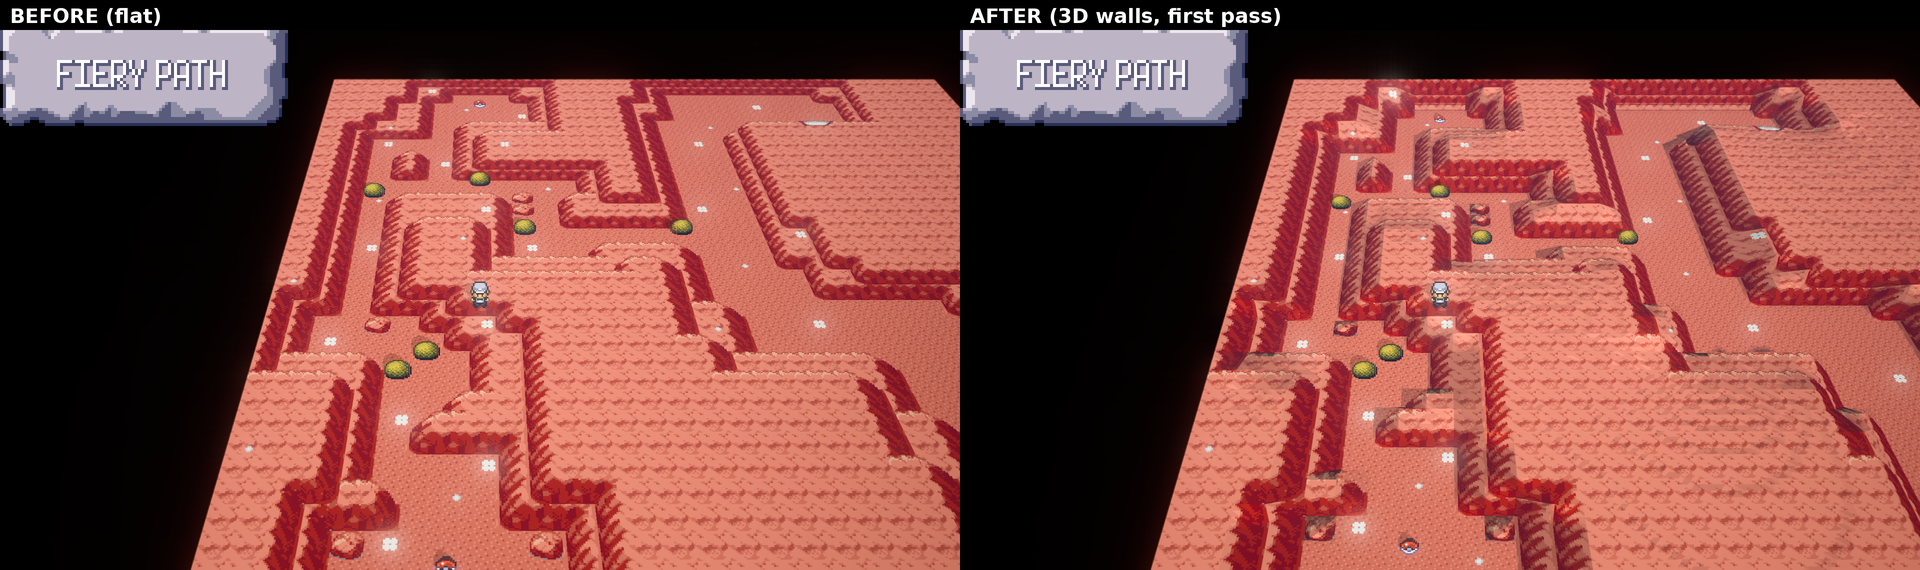 BEFORE (flat)
FIERY PATH
AFTER (3D walls, first pass)
FIERY PATH